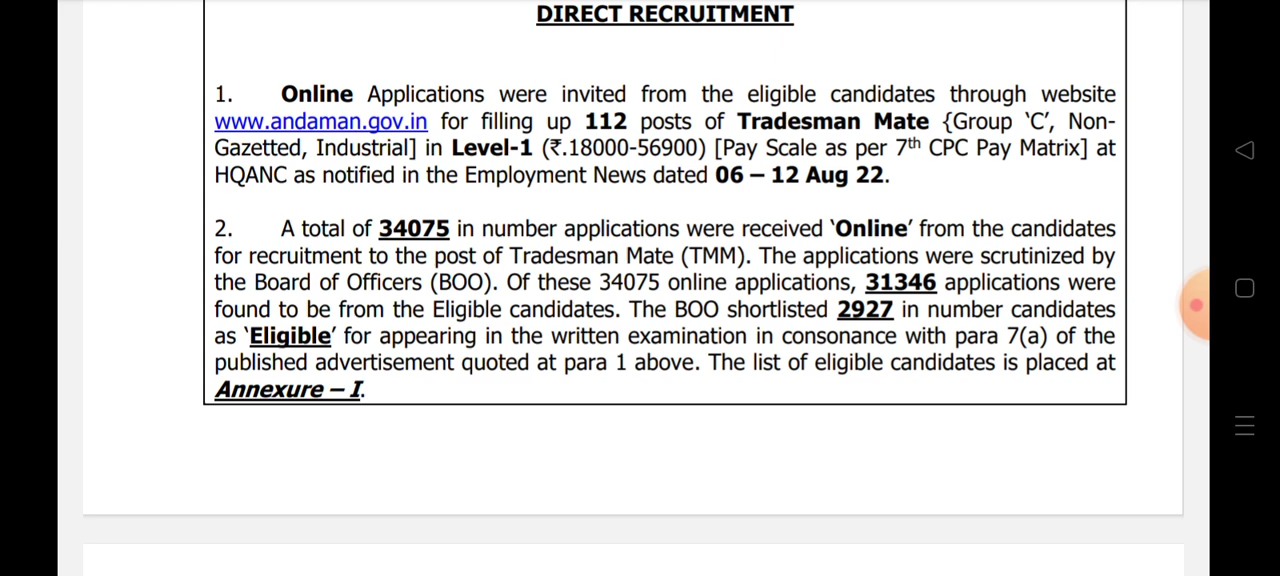 DIRECT RECRUITMENT
1. Online Applications were invited from the eligible candidates through website
www.andaman.gov.in for filling up 112 posts of Tradesman Mate {Group ‘C’, Non-
Gazetted, Industrial] in Level-1 (₹.18000-56900) [Pay Scale as per 7th CPC Pay Matrix] at
HQANC as notified in the Employment News dated 06 – 12 Aug 22.
2. A total of 34075 in number applications were received ‘Online’ from the candidates
for recruitment to the post of Tradesman Mate (TMM). The applications were scrutinized by
the Board of Officers (BOO). Of these 34075 online applications, 31346 applications were
found to be from the Eligible candidates. The BOO shortlisted 2927 in number candidates
as ‘Eligible’ for appearing in the written examination in consonance with para 7(a) of the
published advertisement quoted at para 1 above. The list of eligible candidates is placed at
Annexure – I.